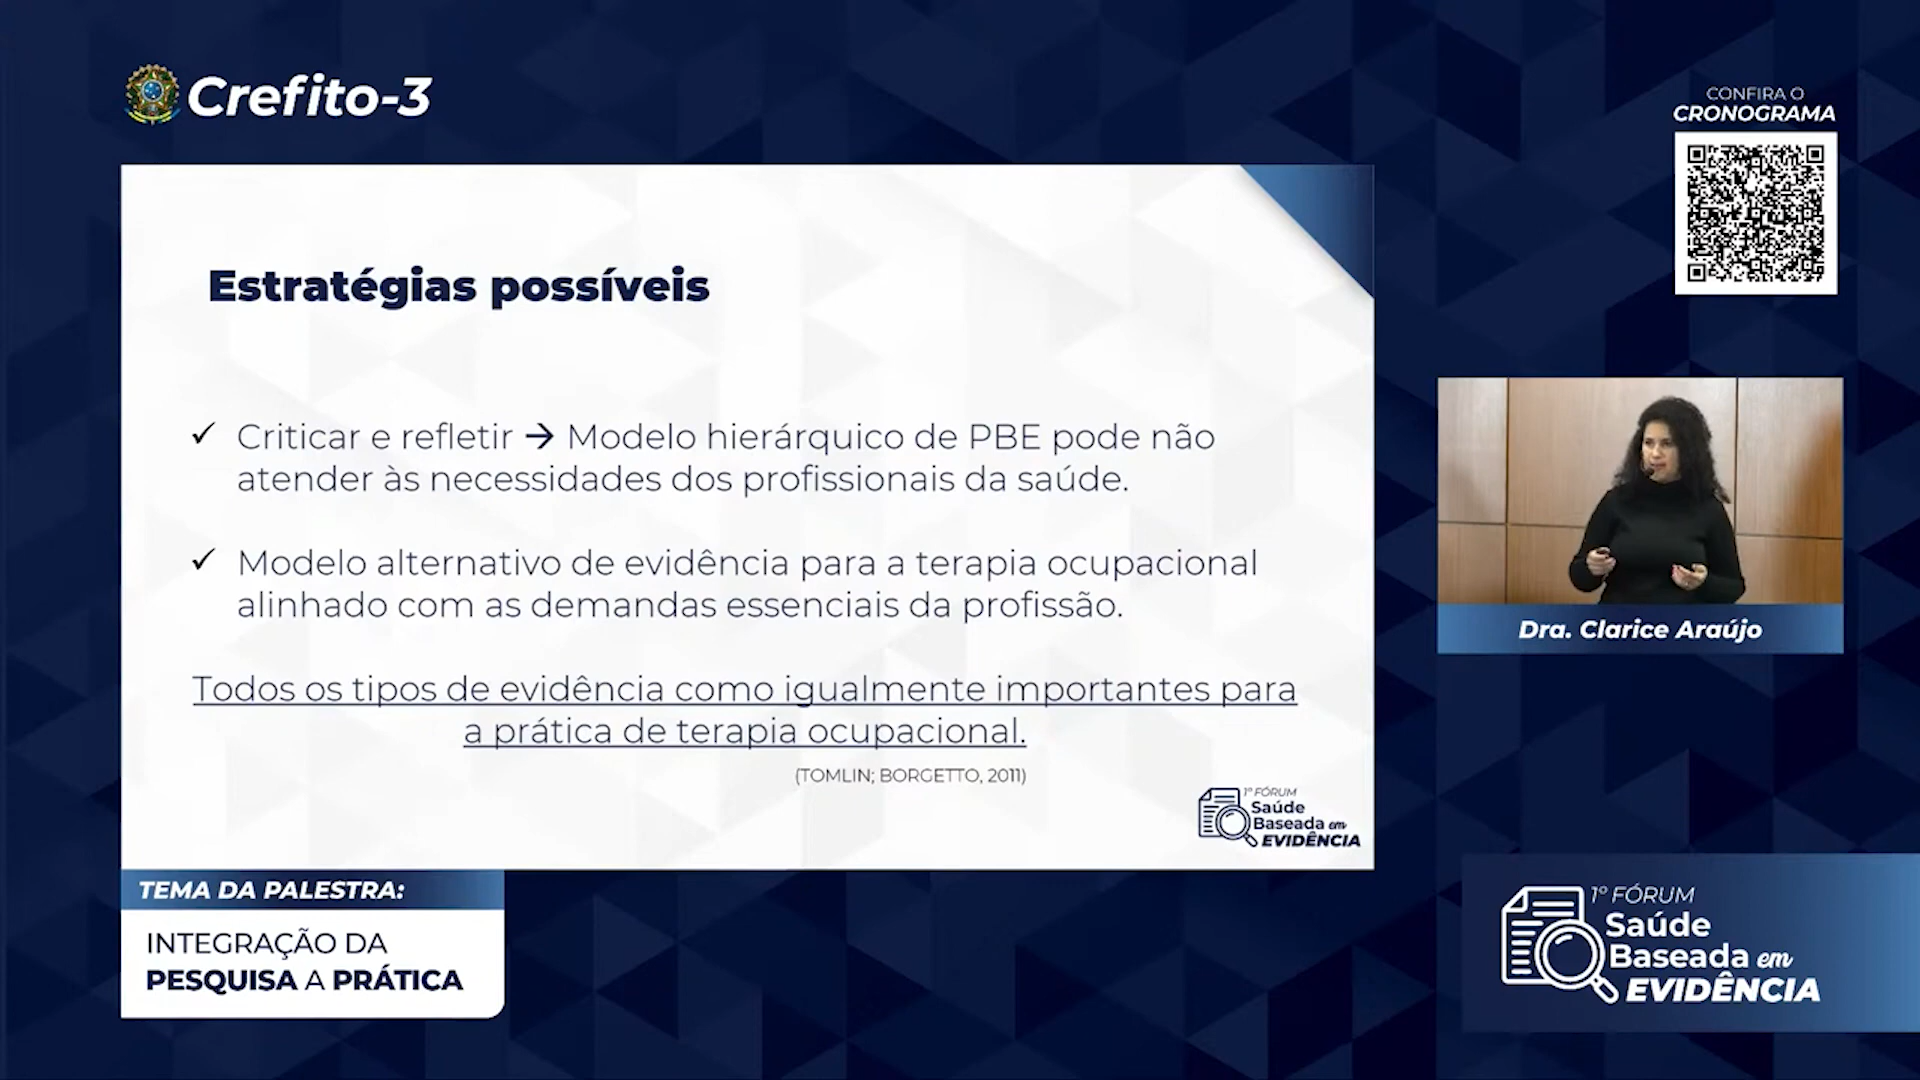 Crefito-3
CONFIRA O
CRONOGRAMA
Estratégias possíveis
✓ Criticar e refletir → Modelo hierárquico de PBE pode não
atender às necessidades dos profissionais da saúde.
✓ Modelo alternativo de evidência para a terapia ocupacional
alinhado com as demandas essenciais da profissão.
Todos os tipos de evidência como igualmente importantes para
a prática de terapia ocupacional.
(TOMLIN; BORGETTO, 2011)
1º FÓRUM
Saúde
Baseada em
EVIDÊNCIA
Dra. Clarice Araújo
TEMA DA PALESTRA:
INTEGRAÇÃO DA
PESQUISA A PRÁTICA
1º FÓRUM
Saúde
Baseada em
EVIDÊNCIA